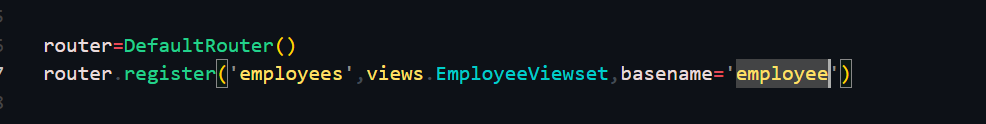 router=DefaultRouter()
router.register('employees',views.EmployeeViewset,basename='employee')